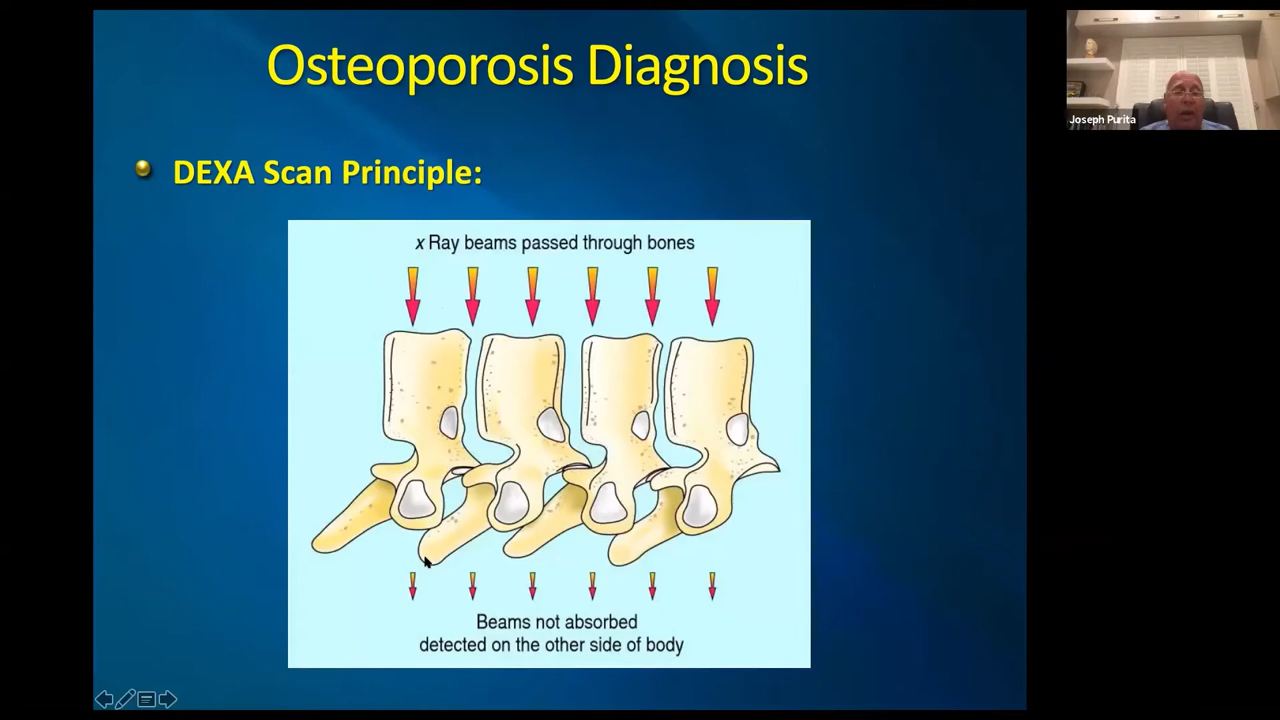 Osteoporosis Diagnosis
DEXA Scan Principle:
x Ray beams passed through bones
Beams not absorbed
detected on the other side of body
Joseph Purita